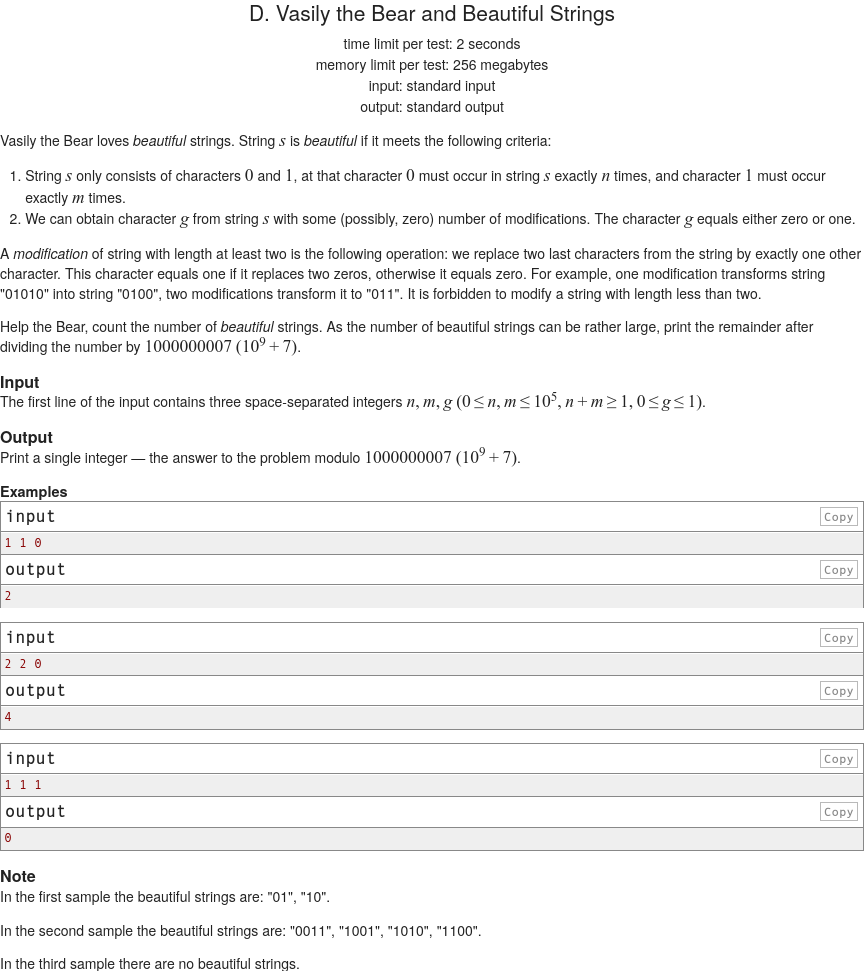 D. Vasily the Bear and Beautiful Strings
time limit per test: 2 seconds
memory limit per test: 256 megabytes
input: standard input
output: standard output
Vasily the Bear loves beautiful strings. String s is beautiful if it meets the following criteria:
1. String s only consists of characters 0 and 1, at that character 0 must occur in string s exactly n times, and character 1 must occur
exactly m times.
2. We can obtain character g from string s with some (possibly, zero) number of modifications. The character g equals either zero or one.
A modification of string with length at least two is the following operation: we replace two last characters from the string by exactly one other
character. This character equals one if it replaces two zeros, otherwise it equals zero. For example, one modification transforms string
"01010" into string "0100", two modifications transform it to "011". It is forbidden to modify a string with length less than two.
Help the Bear, count the number of beautiful strings. As the number of beautiful strings can be rather large, print the remainder after
dividing the number by 1000000007 (10⁹ + 7).
Input
The first line of the input contains three space-separated integers n, m, g (0 ≤ n, m ≤ 10⁵, n + m ≥ 1, 0 ≤ g ≤ 1).
Output
Print a single integer — the answer to the problem modulo 1000000007 (10⁹ + 7).
Examples
input Copy
1 1 0
output Copy
2
input Copy
2 2 0
output Copy
4
input Copy
1 1 1
output Copy
0
Note
In the first sample the beautiful strings are: "01", "10".
In the second sample the beautiful strings are: "0011", "1001", "1010", "1100".
In the third sample there are no beautiful strings.